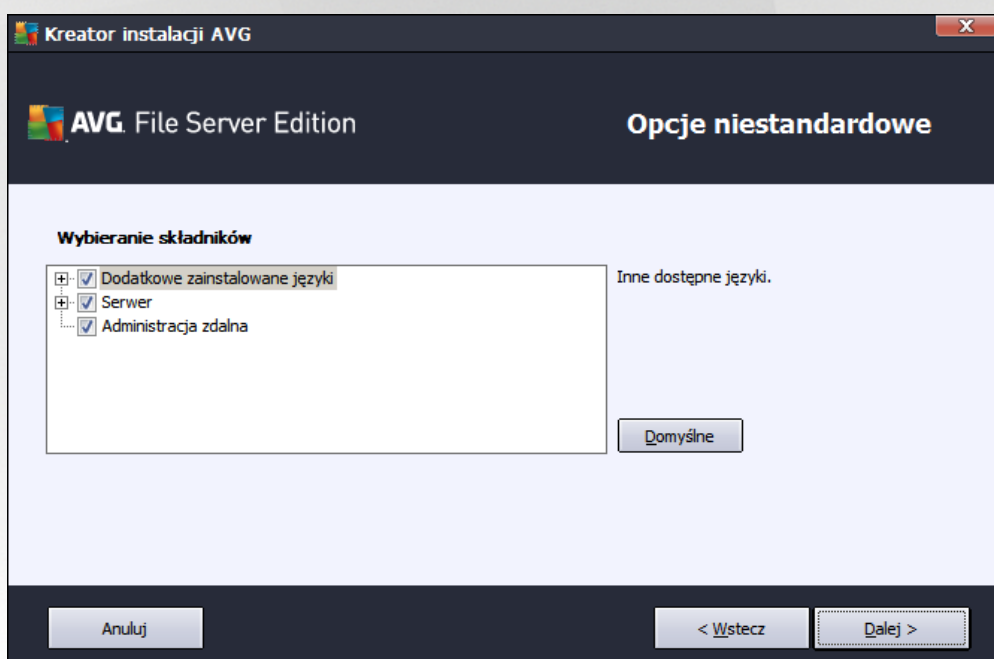 Kreator instalacji AVG
X
AVG. File Server Edition
Opcje niestandardowe
Wybieranie składników
Dodatkowe zainstalowane języki
Serwer
Administracja zdalna
Inne dostępne języki.
Domyślne
Anuluj
< Wstecz
Dalej >